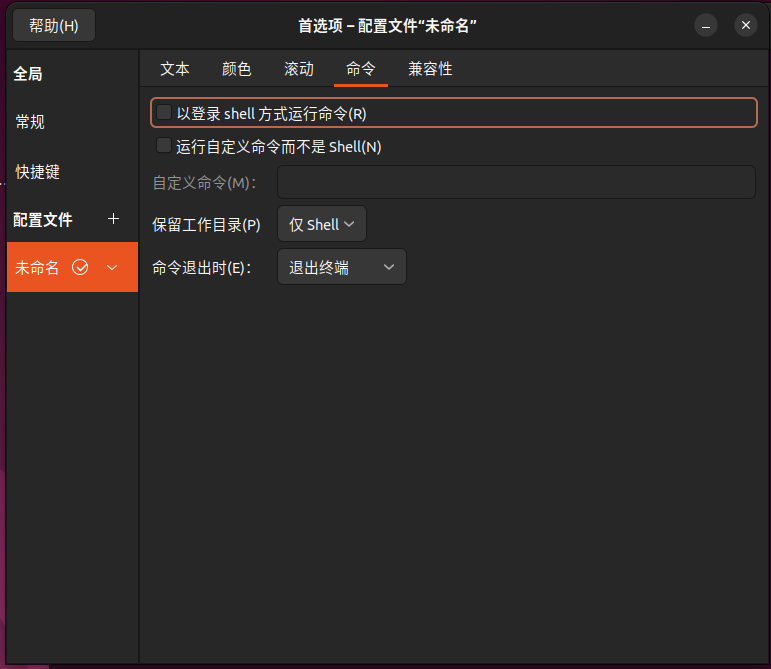 帮助(H)
首选项 – 配置文件“未命名”
全局
常规
快捷键
配置文件
未命名
文本 颜色 滚动 命令 兼容性
以登录 shell 方式运行命令(R)
运行自定义命令而不是 Shell(N)
自定义命令(M)：
保留工作目录(P) 仅 Shell
命令退出时(E)： 退出终端